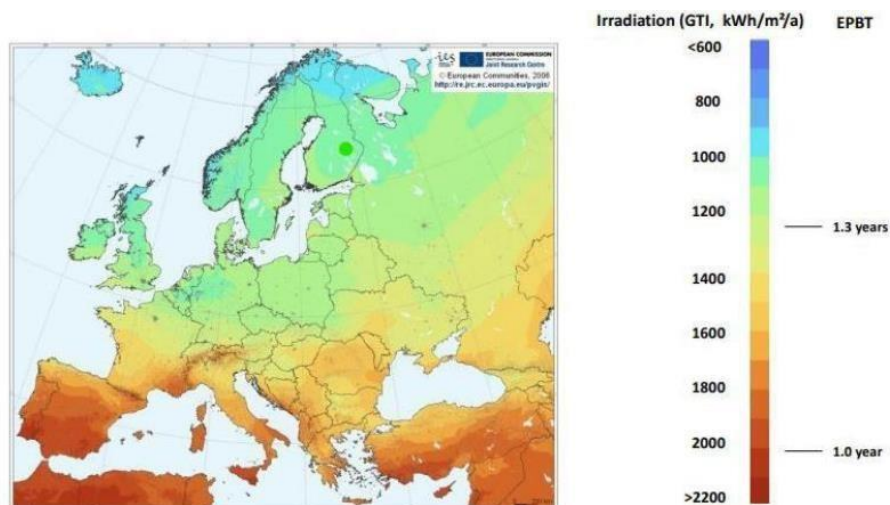 Irradiation (GTI, kWh/m²/a) EPBT
<600
800
1000
1200
1.3 years
1400
1600
1800
2000
1.0 year
>2200
EUROPEAN COMMISSION
Joint Research Centre
© European Communities, 2006
http://re.jrc.ec.europa.eu/pvgis/